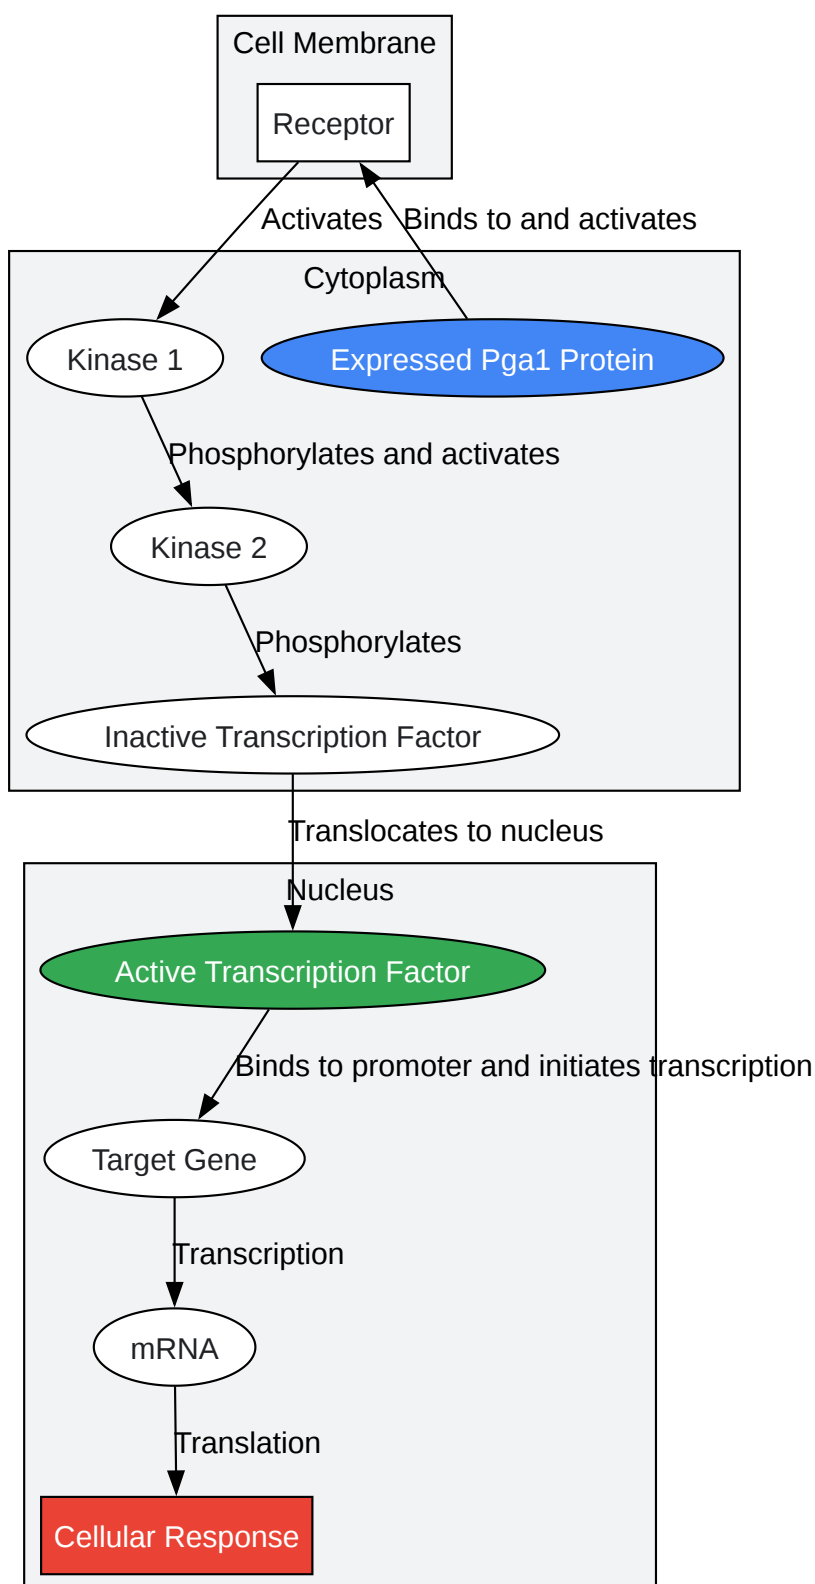 Cell Membrane
Receptor
Activates
Binds to and activates
Cytoplasm
Kinase 1
Expressed Pga1 Protein
Phosphorylates and activates
Kinase 2
Phosphorylates
Inactive Transcription Factor
Translocates to nucleus
Nucleus
Active Transcription Factor
Binds to promoter and initiates transcription
Target Gene
Transcription
mRNA
Translation
Cellular Response